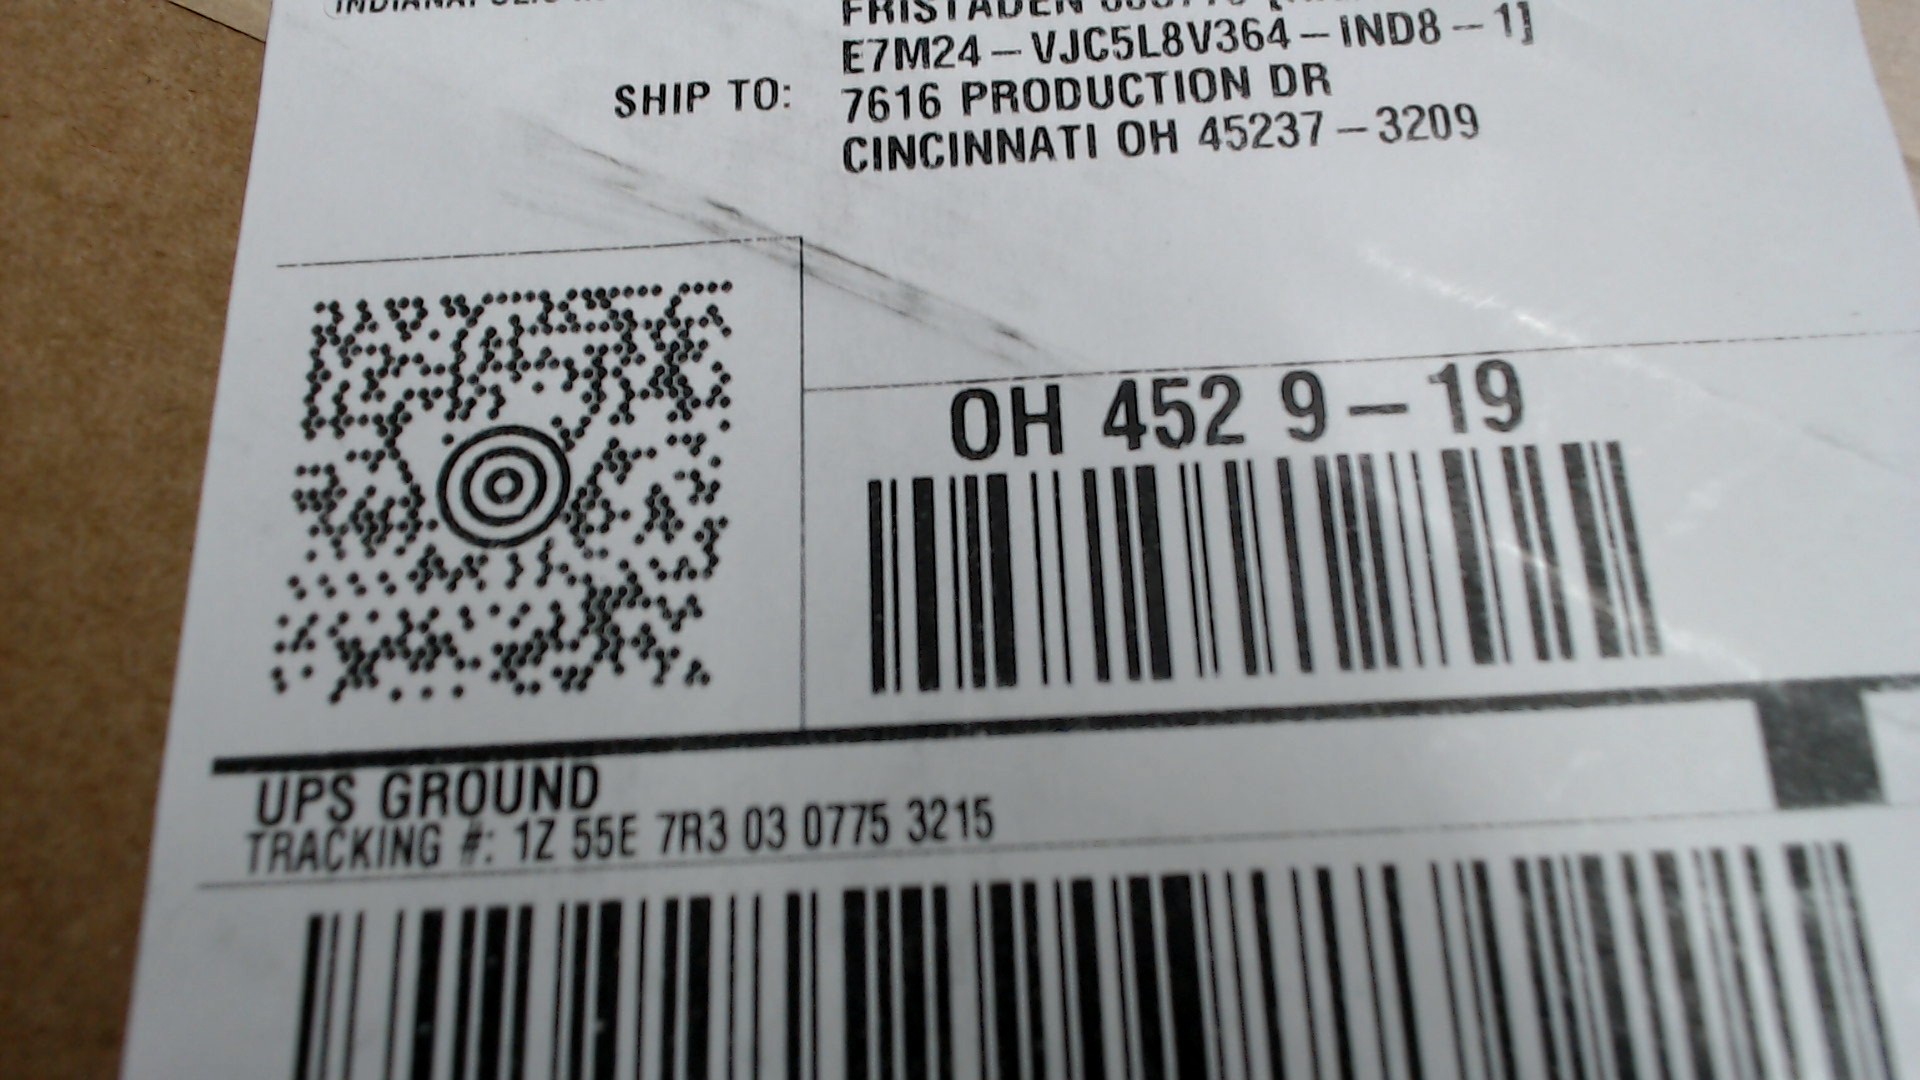 FRISTADEN
E7M24-VJC5L8V364-IND8-1]
SHIP TO: 7616 PRODUCTION DR
CINCINNATI OH 45237-3209
OH 452 9-19
UPS GROUND
TRACKING #: 1Z 55E 7R3 03 0775 3215